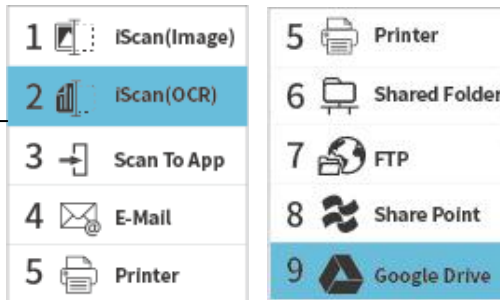 1 iScan(Image)
2 iScan(OCR)
3 Scan To App
4 E-Mail
5 Printer
5 Printer
6 Shared Folder
7 FTP
8 Share Point
9 Google Drive